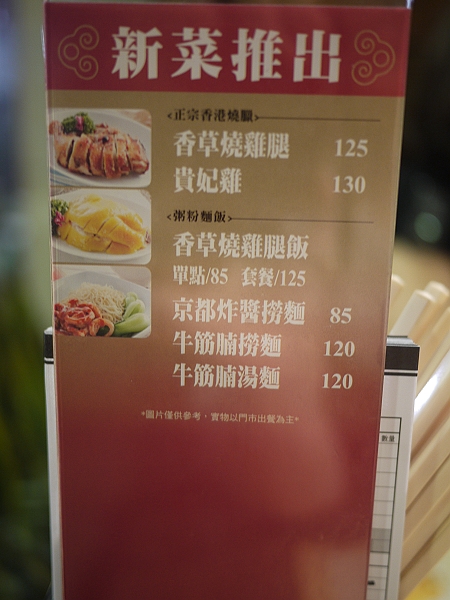 新菜推出
<正宗香港燒臘>
香草燒雞腿 125
貴妃雞 130
<粥粉麵飯>
香草燒雞腿飯
單點/85 套餐/125
京都炸醬撈麵 85
牛筋腩撈麵 120
牛筋腩湯麵 120
*圖片僅供參考，實物以門市出餐為主*
數量